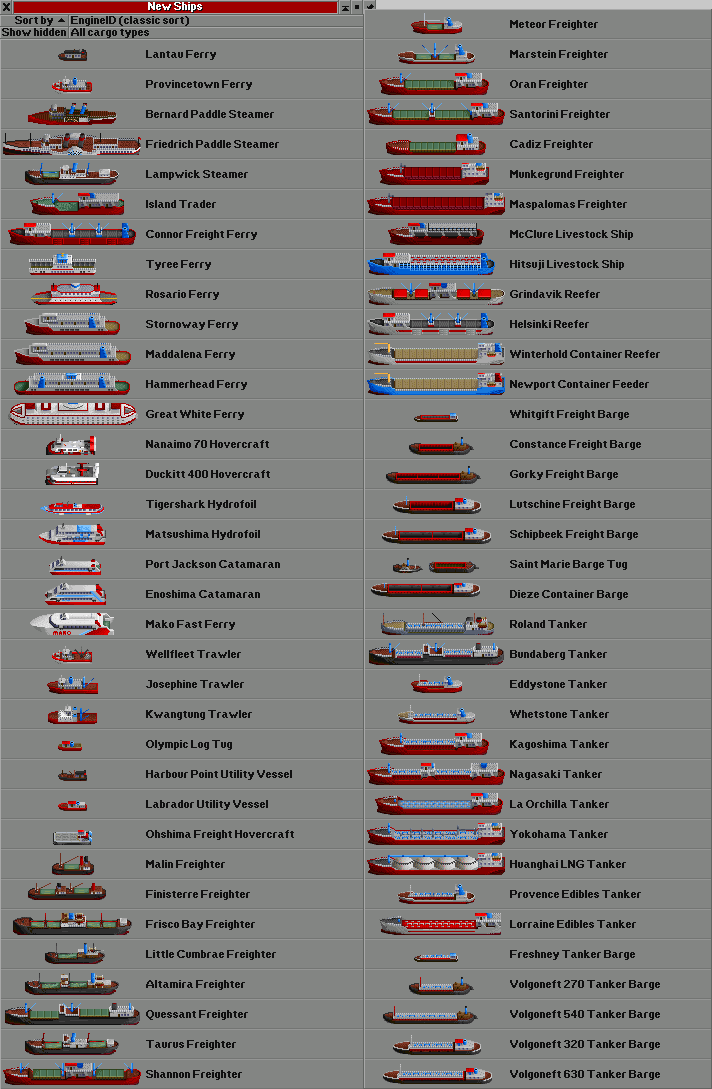 New Ships
Sort by EngineID (classic sort)
Show hidden All cargo types
Lantau Ferry
Provincetown Ferry
Bernard Paddle Steamer
Friedrich Paddle Steamer
Lampwick Steamer
Island Trader
Connor Freight Ferry
Tyree Ferry
Rosario Ferry
Stornoway Ferry
Maddalena Ferry
Hammerhead Ferry
Great White Ferry
Nanaimo 70 Hovercraft
Duckitt 400 Hovercraft
Tigershark Hydrofoil
Matsushima Hydrofoil
Port Jackson Catamaran
Enoshima Catamaran
MAKO
Mako Fast Ferry
Wellfleet Trawler
Josephine Trawler
Kwangtung Trawler
Olympic Log Tug
Harbour Point Utility Vessel
Labrador Utility Vessel
Ohshima Freight Hovercraft
Malin Freighter
Finisterre Freighter
Frisco Bay Freighter
Little Cumbrae Freighter
Altamira Freighter
Quessant Freighter
Taurus Freighter
Shannon Freighter
Meteor Freighter
Marstein Freighter
Oran Freighter
Santorini Freighter
Cadiz Freighter
Munkegrund Freighter
Maspalomas Freighter
McClure Livestock Ship
Hitsuji Livestock Ship
Grindavik Reefer
Helsinki Reefer
Winterhold Container Reefer
Newport Container Feeder
Whitgift Freight Barge
Constance Freight Barge
Gorky Freight Barge
Lutschine Freight Barge
Schipbeek Freight Barge
Saint Marie Barge Tug
Dieze Container Barge
Roland Tanker
Bundaberg Tanker
Eddystone Tanker
Whetstone Tanker
Kagoshima Tanker
Nagasaki Tanker
La Orchilla Tanker
Yokohama Tanker
Huanghai LNG Tanker
Provence Edibles Tanker
Lorraine Edibles Tanker
Freshney Tanker Barge
Volgoneft 270 Tanker Barge
Volgoneft 540 Tanker Barge
Volgoneft 320 Tanker Barge
Volgoneft 630 Tanker Barge